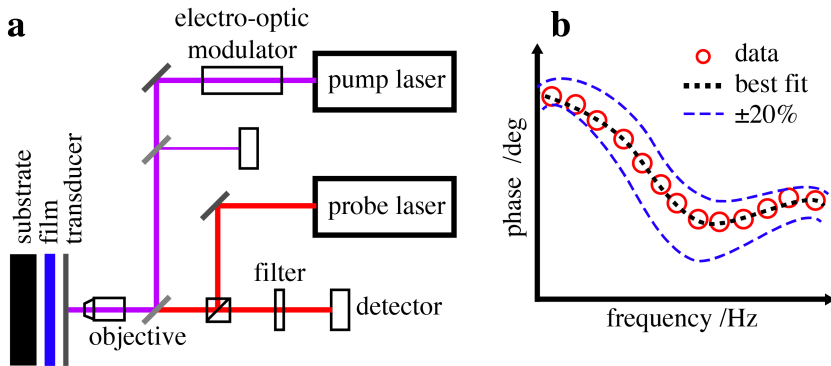 a
electro-optic
modulator
pump laser
probe laser
substrate
film
transducer
filter
detector
objective
b
data
best fit
±20%
phase /deg
frequency /Hz